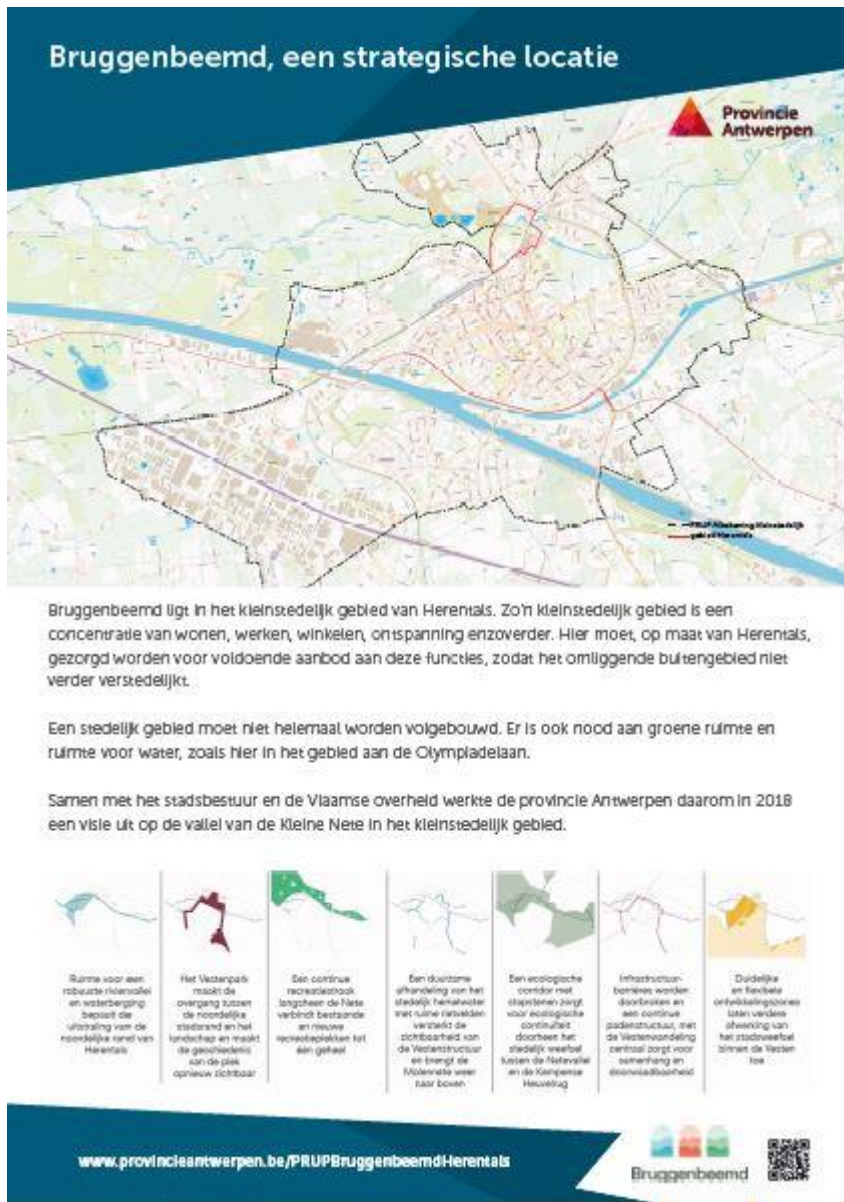 Bruggenbeemd, een strategische locatie
Provincie
Antwerpen
PRUP Afbakening kleinstedelijk
gebied Herentals
Bruggenbeemd ligt in het kleinstedelijk gebied van Herentals. Zo'n kleinstedelijk gebied is een
concentratie van wonen, werken, winkelen, ontspanning enzoverder. Hier moet, op maat van Herentals,
gezorgd worden voor voldoende aanbod aan deze functies, zodat het omliggende buitengebied niet
verder verstedelijkt.
Een stedelijk gebied moet niet helemaal worden volgebouwd. Er is ook nood aan groene ruimte en
ruimte voor water, zoals hier in het gebied aan de Olympiadelaan.
Samen met het stadsbestuur en de Vlaamse overheid werkte de provincie Antwerpen daarom in 2018
een visie uit op de vallei van de Kleine Nete in het kleinstedelijk gebied.
Ruimte voor een
robuuste riviervallei
en waterberging
bepaalt de
uitstraling van de
noordelijke rand van
Herentals
Het Vestenpark
maakt de
overgang tussen
de noordelijke
stadsrand en het
landschap en maakt
de geschiedenis
van de plek
opnieuw zichtbaar
Een continue
recreatiestrook
langsheen de Nete
verbindt bestaande
en nieuwe
recreatieplekken tot
één geheel
Een duurzame
afhandeling van het
stedelijk hemelwater
met ruime rietvelden
versterkt de
zichtbaarheid van
de Vestenstructuur
en brengt de
Molennete weer
naar boven
Een ecologische
corridor met
stapstenen zorgt
voor ecologische
continuïteit
doorheen het
stedelijk weefsel
tussen de Netevallei
en de Kempense
Heuvelrug
Infrastructuur-
barrières worden
doorbroken en
een continue
padenstructuur, met
de Vestenwandeling
centraal zorgt voor
samenhang en
doorwaadbaarheid
Duidelijke
en flexibele
ontwikkelingszones
laten verdere
afwerking van
het stadsweefsel
binnen de Vesten
toe
www.provincieantwerpen.be/PRUPBruggenbeemdHerentals
Bruggenbeemd